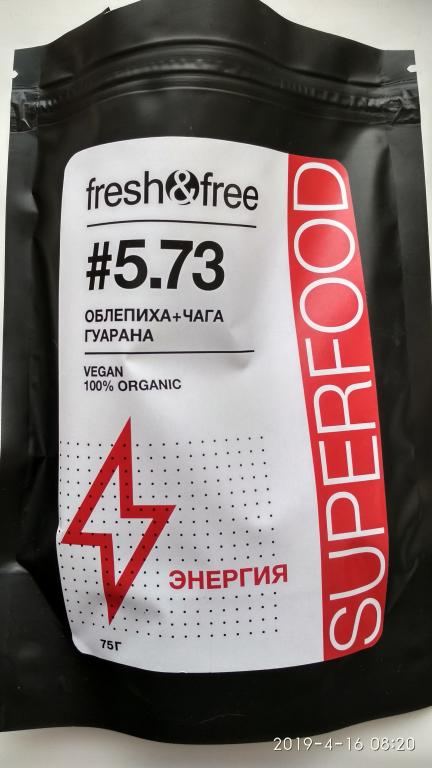 fresh&free
#5.73
ОБЛЕПИХА+ЧАГА
ГУАРАНА
VEGAN
100% ORGANIC
ЭНЕРГИЯ
75Г
SUPERFOOD
2019-4-16 08:20